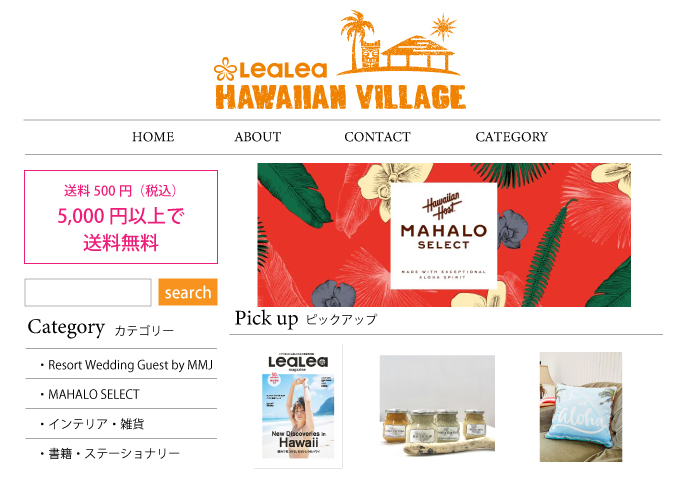 LeaLea
HAWAIIAN VILLAGE
HOME ABOUT CONTACT CATEGORY
送料 500 円（税込）
5,000 円以上で
送料無料
search
Category カテゴリー
・Resort Wedding Guest by MMJ
・MAHALO SELECT
・インテリア・雑貨
・書籍・ステーショナリー
Hawaiian
Host
MAHALO
SELECT
MADE WITH EXCEPTIONAL
ALOHA SPIRIT
Pick up ピックアップ
LeaLea
magazine
New Discoveries in
Hawaii
Aloha